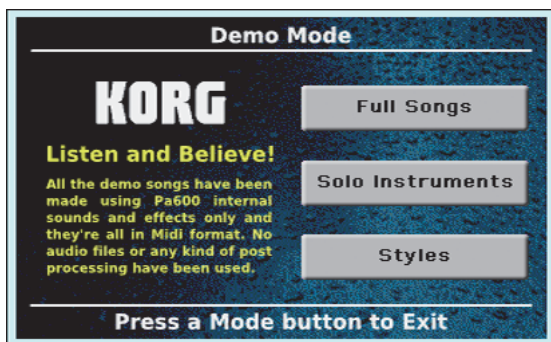 Demo Mode
KORG
Listen and Believe!
All the demo songs have been
made using Pa600 internal
sounds and effects only and
they're all in Midi format. No
audio files or any kind of post
processing have been used.
Full Songs
Solo Instruments
Styles
Press a Mode button to Exit